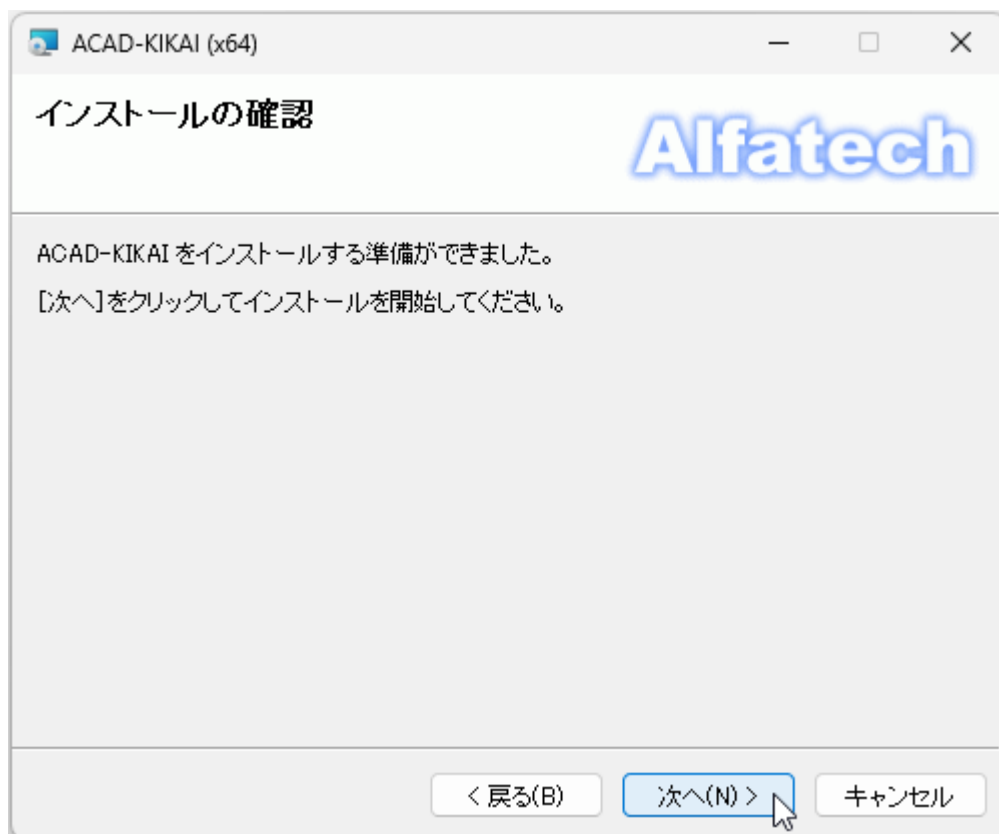 ACAD-KIKAI (x64)
インストールの確認
Alfatech
ACAD-KIKAI をインストールする準備ができました。
[次へ]をクリックしてインストールを開始してください。
< 戻る(B)
次へ(N) >
キャンセル